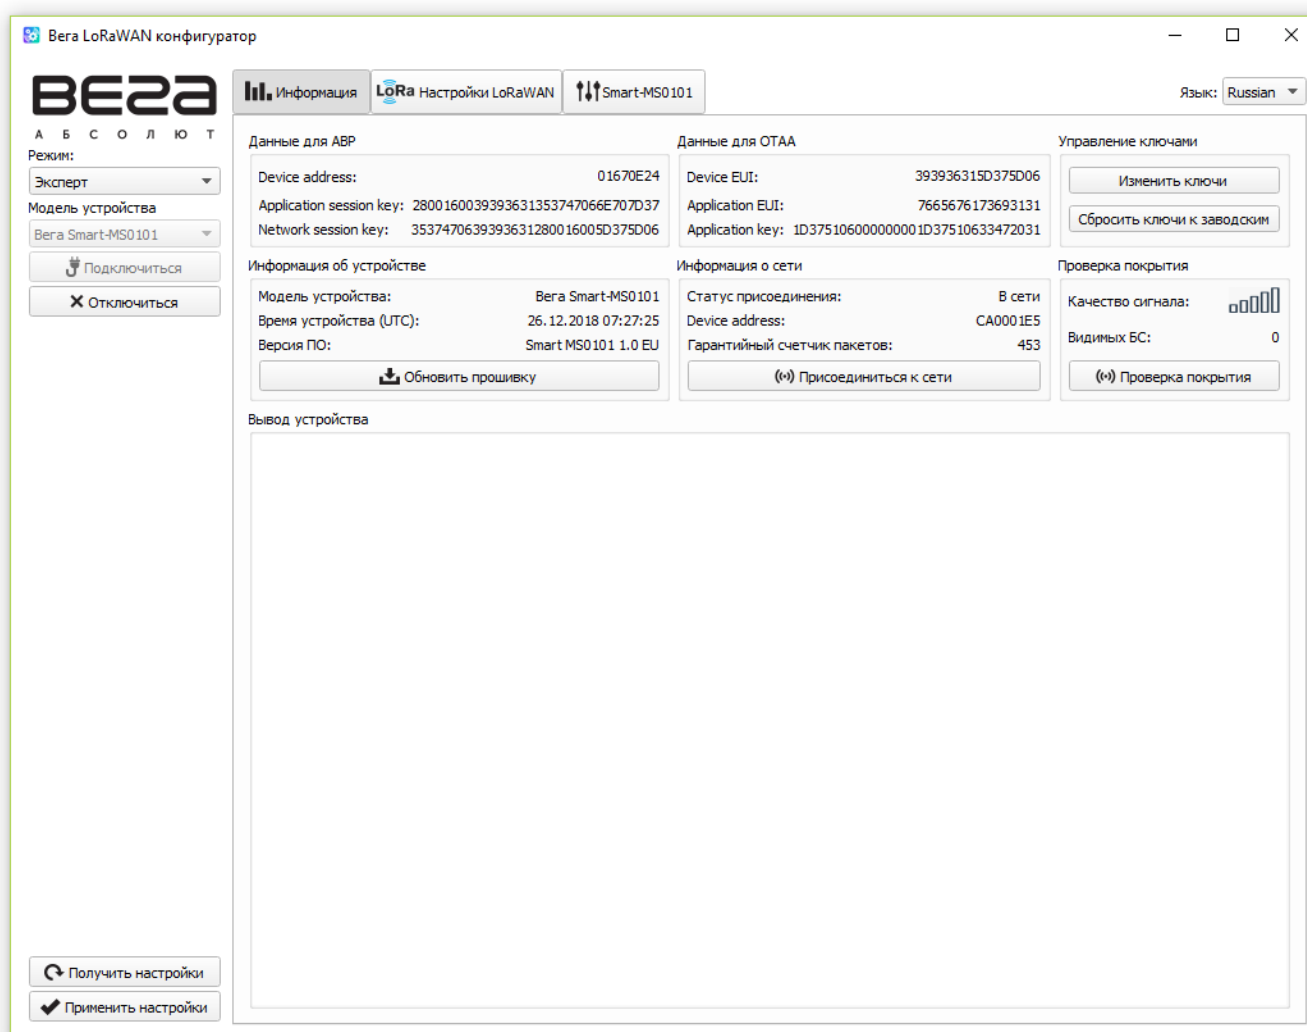 Вега LoRaWAN конфигуратор
ВЕГА
АБСОЛЮТ
Режим:
Эксперт
Модель устройства
Вега Smart-MS0101
Подключиться
Отключиться
Получить настройки
Применить настройки
Информация
LoRa Настройки LoRaWAN
Smart-MS0101
Язык: Russian
Данные для ABP
Device address: 01670E24
Application session key: 2800160039393631353747066E707D37
Network session key: 3537470639393631280016005D375D06
Данные для OTAA
Device EUI: 393936315D375D06
Application EUI: 7665676173693131
Application key: 1D375106000000001D37510633472031
Управление ключами
Изменить ключи
Сбросить ключи к заводским
Информация об устройстве
Модель устройства: Вега Smart-MS0101
Время устройства (UTC): 26.12.2018 07:27:25
Версия ПО: Smart MS0101 1.0 EU
Обновить прошивку
Информация о сети
Статус присоединения: В сети
Device address: CA0001E5
Гарантийный счетчик пакетов: 453
Присоединиться к сети
Проверка покрытия
Качество сигнала:
Видимых БС: 0
Проверка покрытия
Вывод устройства